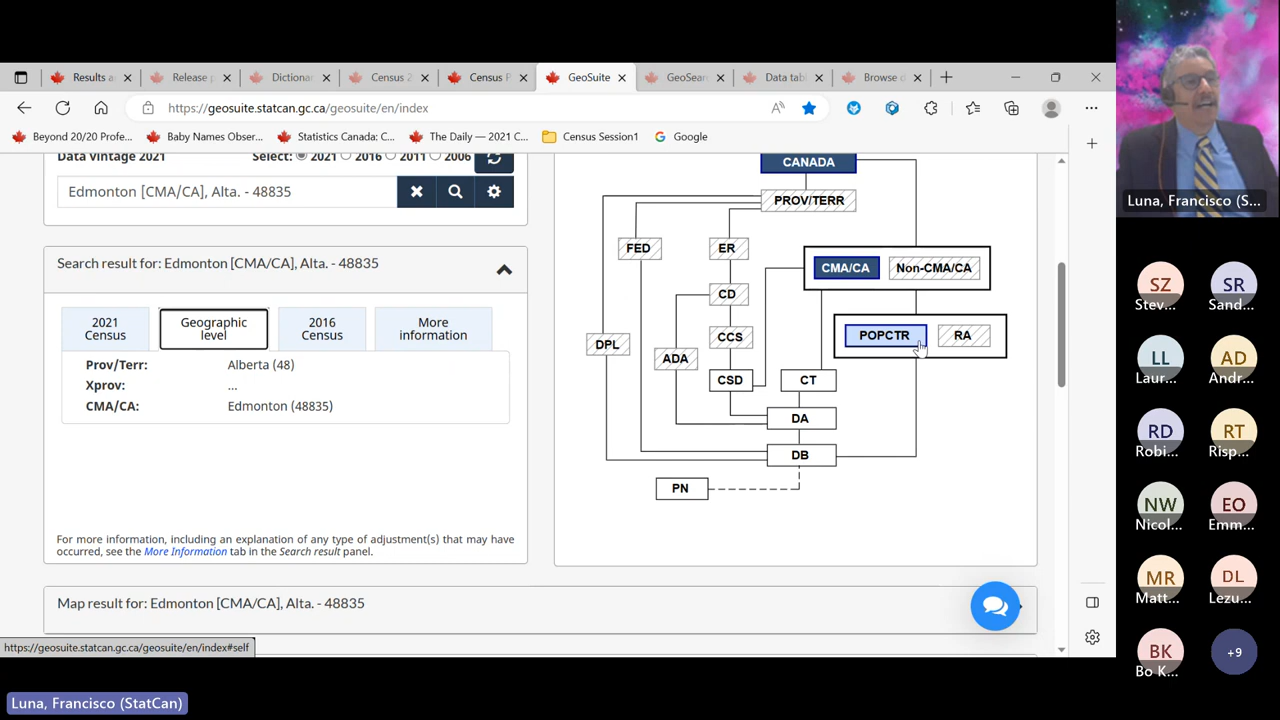 Results a
Release p
Dictionar
Census 2
Census P
GeoSuite
GeoSearc
Data tabl
Browse d
https://geosuite.statcan.gc.ca/geosuite/en/index
Beyond 20/20 Profe...
Baby Names Obser...
Statistics Canada: C...
The Daily — 2021 C...
Census Session1
Google
Data vintage 2021
Select:
2021
2016
2011
2006
Edmonton [CMA/CA], Alta. - 48835
Search result for: Edmonton [CMA/CA], Alta. - 48835
2021
Census
Geographic
level
2016
Census
More
information
Prov/Terr: Alberta (48)
Xprov: ...
CMA/CA: Edmonton (48835)
For more information, including an explanation of any type of adjustment(s) that may have
occurred, see the More Information tab in the Search result panel.
Map result for: Edmonton [CMA/CA], Alta. - 48835
https://geosuite.statcan.gc.ca/geosuite/en/index#self
CANADA
PROV/TERR
FED
ER
CMA/CA
Non-CMA/CA
CD
POPCTR
RA
DPL
CCS
ADA
CSD
CT
DA
DB
PN
Luna, Francisco (S...
SZ
Stev...
SR
Sand...
LL
Laur...
AD
Andr...
RD
Robi...
RT
Risp...
NW
Nicol...
EO
Emm...
MR
Matt...
DL
Lezu...
BK
Bo K...
+9
Luna, Francisco (StatCan)